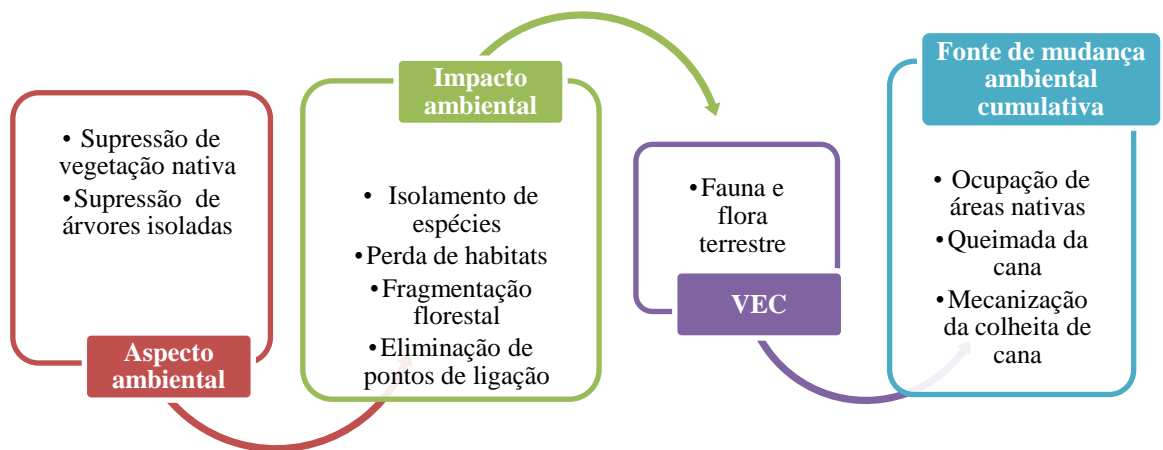 • Supressão de
vegetação nativa
• Supressão de
árvores isoladas
Aspecto
ambiental
Impacto
ambiental
• Isolamento de
espécies
• Perda de habitats
• Fragmentação
florestal
• Eliminação de
pontos de ligação
• Fauna e
flora
terrestre
VEC
Fonte de mudança
ambiental
cumulativa
• Ocupação de
áreas nativas
• Queimada da
cana
• Mecanização
da colheita de
cana